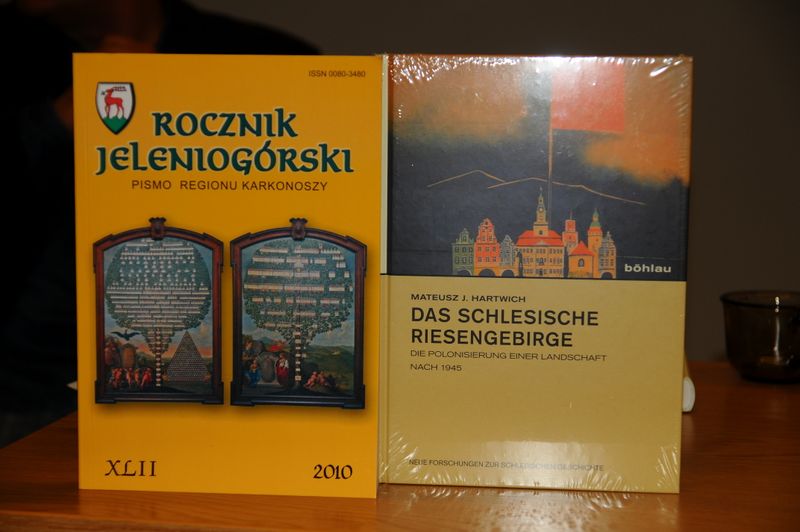 ISSN 0080-3480
ROCZNIK
JELENIOGÓRSKI
PISMO REGIONU KARKONOSZY
XLII
2010
böhlau
MATEUSZ J. HARTWICH
DAS SCHLESISCHE
RIESENGEBIRGE
DIE POLONISIERUNG EINER LANDSCHAFT
NACH 1945
NEUE FORSCHUNGEN ZUR SCHLESISCHEN GESCHICHTE